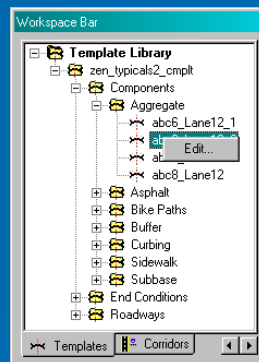 Workspace Bar
Template Library
zen_typicals2_cmplt
Components
Aggregate
abc6_Lane12_1
Edit...
abc8_Lane12
Asphalt
Bike Paths
Buffer
Curbing
Sidewalk
Subbase
End Conditions
Roadways
Templates
Corridors